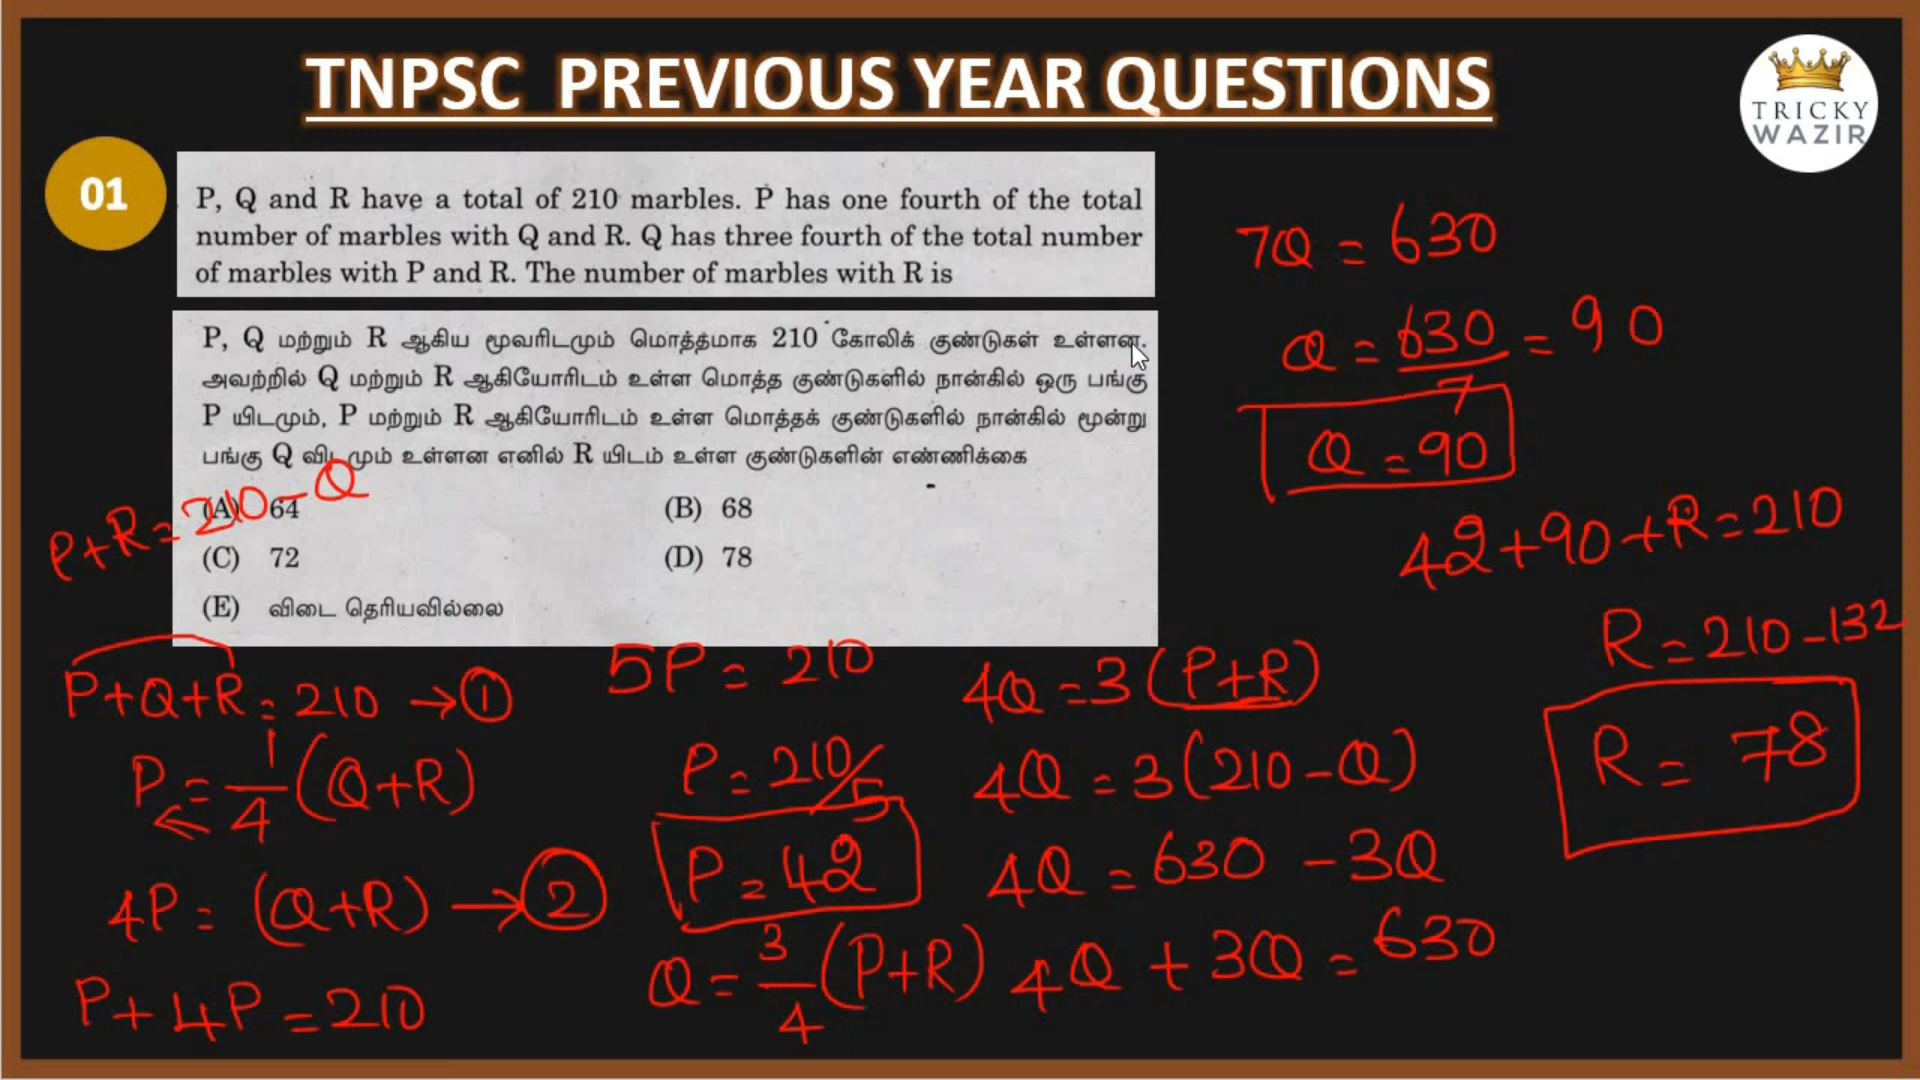 TNPSC PREVIOUS YEAR QUESTIONS
TRICKY
WAZIR
01
P, Q and R have a total of 210 marbles. P has one fourth of the total
number of marbles with Q and R. Q has three fourth of the total number
of marbles with P and R. The number of marbles with R is
P, Q மற்றும் R ஆகிய மூவரிடமும் மொத்தமாக 210 கோலிக் குண்டுகள் உள்ளன.
அவற்றில் Q மற்றும் R ஆகியோரிடம் உள்ள மொத்த குண்டுகளில் நான்கில் ஒரு பங்கு
P யிடமும், P மற்றும் R ஆகியோரிடம் உள்ள மொத்தக் குண்டுகளில் நான்கில் மூன்று
பங்கு Q விடமும் உள்ளன எனில் R யிடம் உள்ள குண்டுகளின் எண்ணிக்கை
(A) 64
(B) 68
(C) 72
(D) 78
(E) விடை தெரியவில்லை
P+R=210-Q
P+Q+R=210 →①
P=1/4(Q+R)
4P=(Q+R)→②
P+4P=210
5P=210
P=210/5
P=42
Q=3/4(P+R)
4Q=3(P+R)
4Q=3(210-Q)
4Q=630-3Q
4Q+3Q=630
7Q=630
Q=630/7=90
Q=90
42+90+R=210
R=210-132
R=78